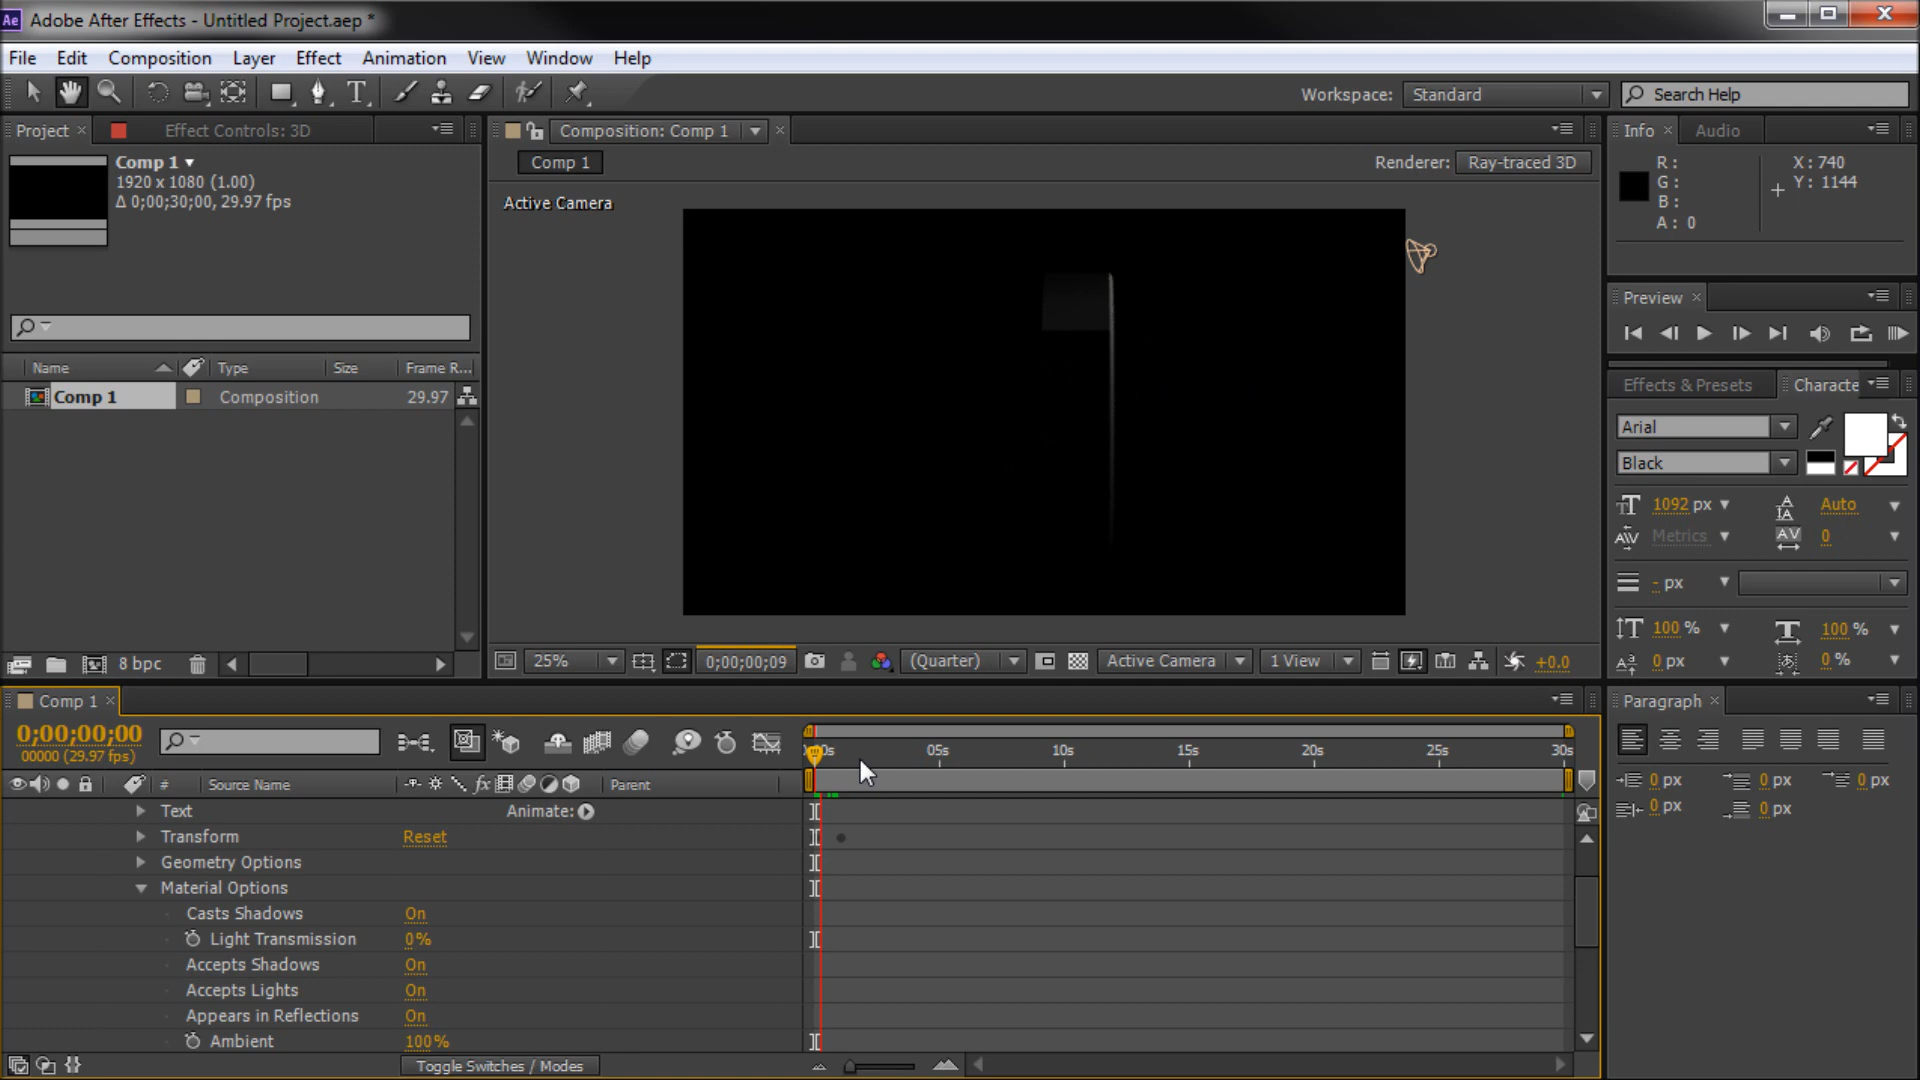 Ae Adobe After Effects - Untitled Project.aep *
File Edit Composition Layer Effect Animation View Window Help
Workspace: Standard Search Help
Project Effect Controls: 3D
Composition: Comp 1
Info Audio
Comp 1
1920 x 1080 (1.00)
Δ 0;00;30;00, 29.97 fps
Comp 1
Renderer: Ray-traced 3D
R :
G :
B :
A : 0
X : 740
Y : 1144
Active Camera
Preview
Name Type Size Frame R...
Comp 1 Composition 29.97
Effects & Presets Characte
Arial
Black
1092 px Auto
Metrics 0
- px
100 % 100 %
0 px 0 %
8 bpc
25% 0;00;00;09 (Quarter) Active Camera 1 View +0.0
Comp 1
Paragraph
0;00;00;00
00000 (29.97 fps)
05s 10s 15s 20s 25s 30s
# Source Name fx Parent
0 px 0 px 0 px
0 px 0 px
Text Animate:
Transform Reset
Geometry Options
Material Options
Casts Shadows On
Light Transmission 0%
Accepts Shadows On
Accepts Lights On
Appears in Reflections On
Ambient 100%
Toggle Switches / Modes